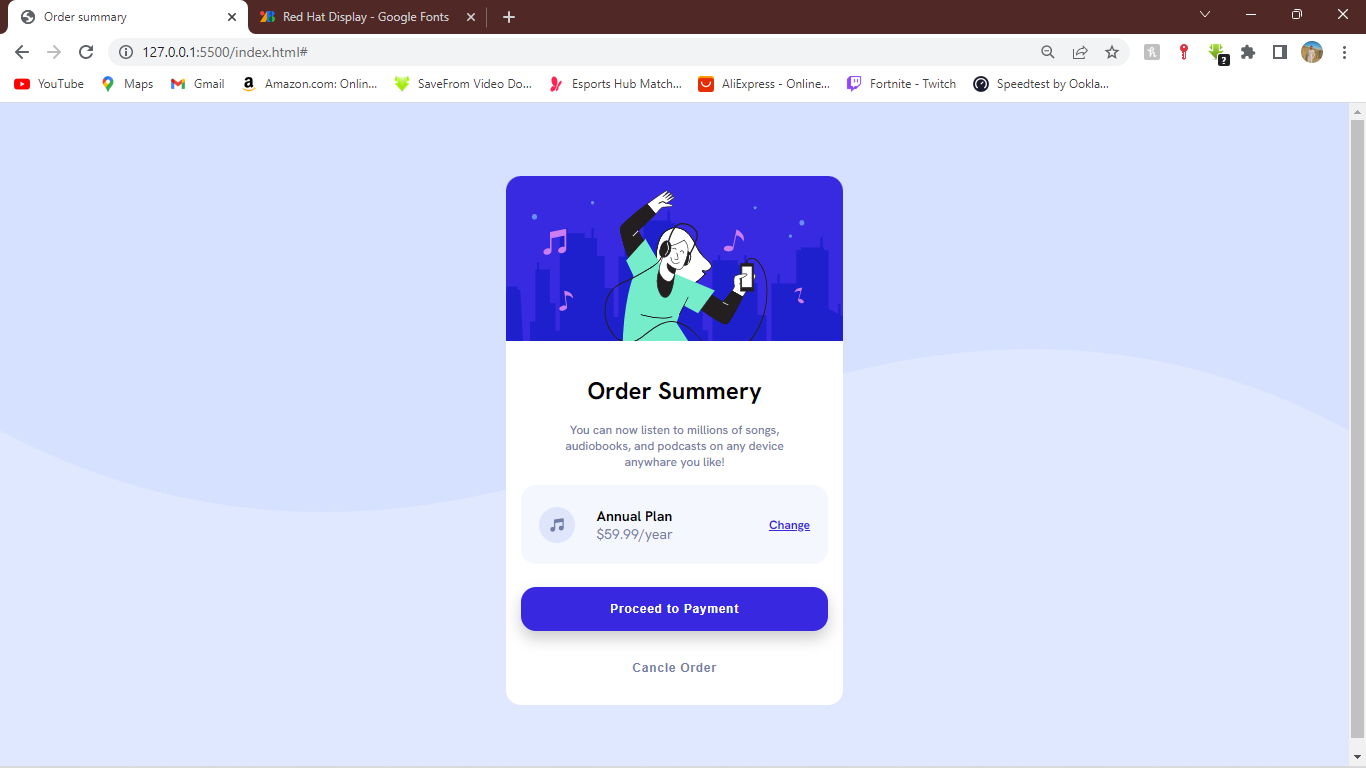 Order summary
Red Hat Display - Google Fonts
127.0.0.1:5500/index.html#
YouTube Maps Gmail Amazon.com: Onlin... SaveFrom Video Do... Esports Hub Match... AliExpress - Online... Fortnite - Twitch Speedtest by Ookla...
Order Summery
You can now listen to millions of songs,
audiobooks, and podcasts on any device
anywhare you like!
Annual Plan
$59.99/year
Change
Proceed to Payment
Cancle Order